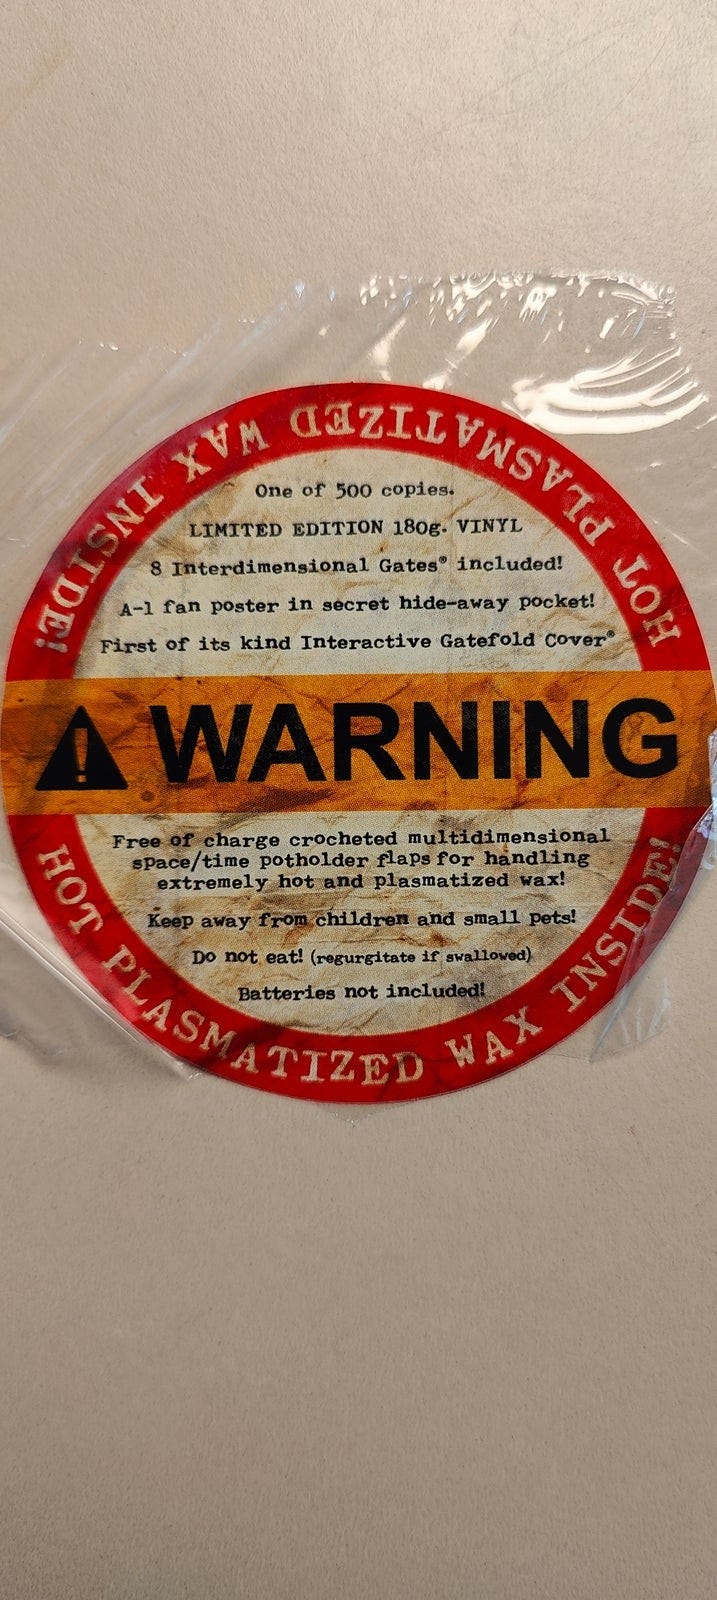 HOT PLASMATIZED WAX INSIDE!
One of 500 copies.
LIMITED EDITION 180g. VINYL
8 Interdimensional Gates® included!
A-1 fan poster in secret hide-away pocket!
First of its kind Interactive Gatefold Cover®
WARNING
Free of charge crocheted multidimensional
space/time potholder flaps for handling
extremely hot and plasmatized wax!
Keep away from children and small pets!
Do not eat! (regurgitate if swallowed)
Batteries not included!
HOT PLASMATIZED WAX INSIDE!